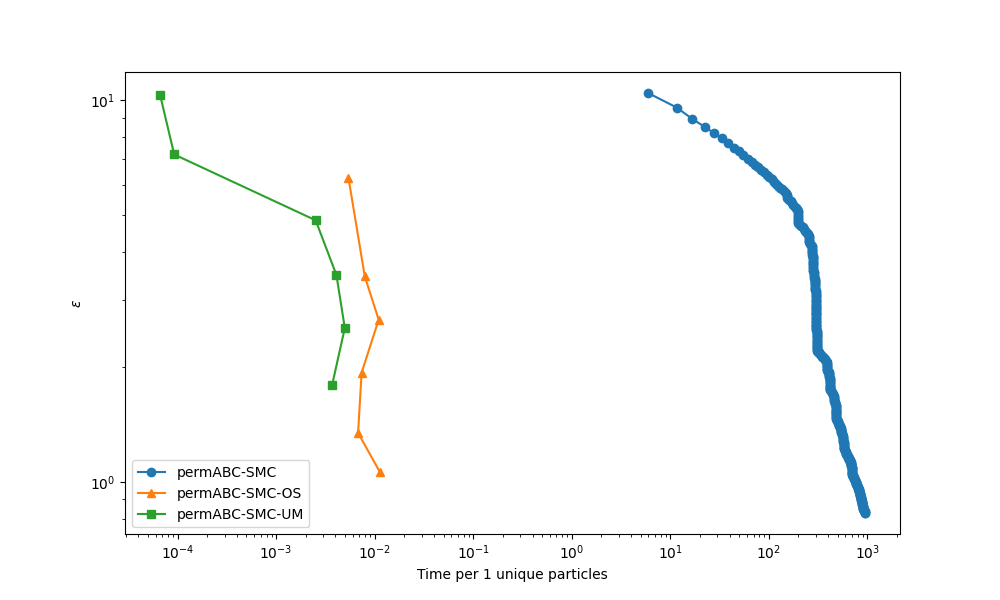 10¹
10⁰
ε
10⁻⁴ 10⁻³ 10⁻² 10⁻¹ 10⁰ 10¹ 10² 10³
Time per 1 unique particles
permABC-SMC
permABC-SMC-OS
permABC-SMC-UM